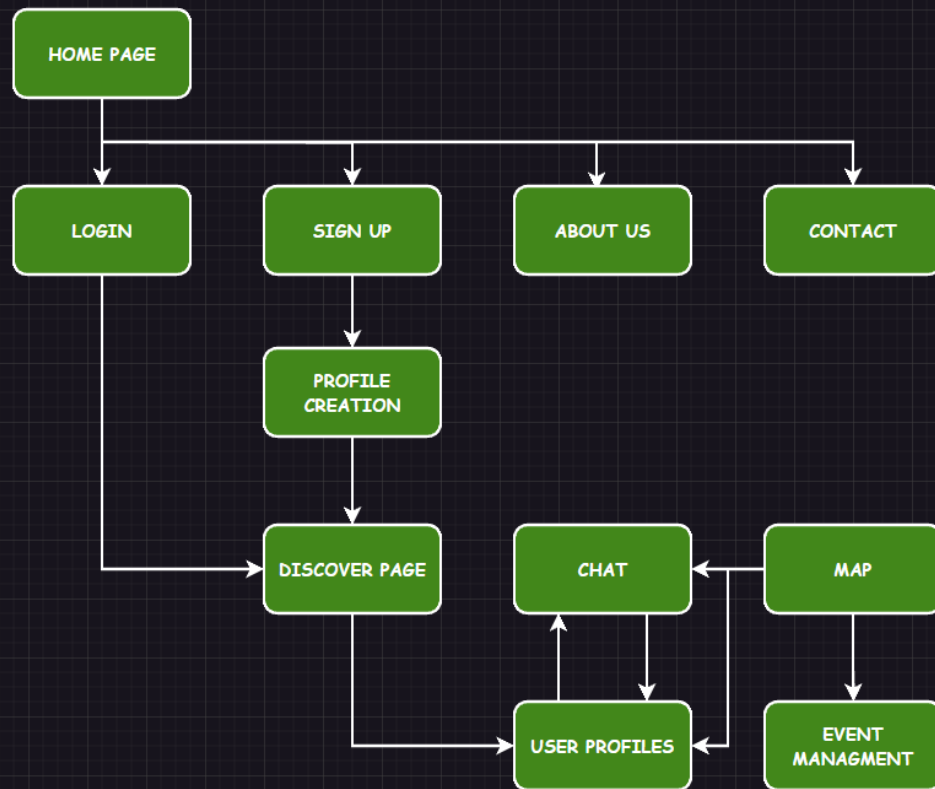 HOME PAGE
LOGIN
SIGN UP
ABOUT US
CONTACT
PROFILE
CREATION
DISCOVER PAGE
CHAT
MAP
USER PROFILES
EVENT
MANAGMENT